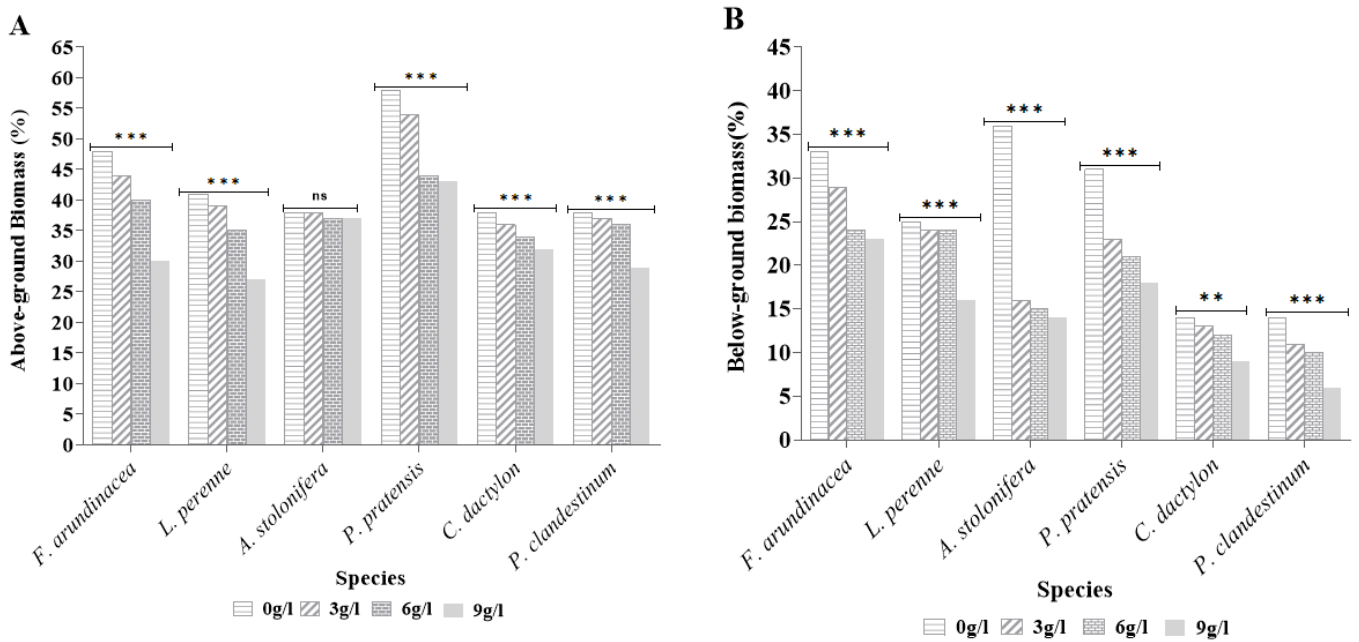 A
Above-ground Biomass (%)
65
60
55
50
45
40
35
30
25
20
15
10
5
0
***
***
ns
***
***
***
F. arundinacea
L. perenne
A. stolonifera
P. pratensis
C. dactylon
P. clandestinum
Species
0g/l 3g/l 6g/l 9g/l
B
Below-ground biomass(%)
45
40
35
30
25
20
15
10
5
0
***
***
***
***
**
***
F. arundinacea
L. perenne
A. stolonifera
P. pratensis
C. dactylon
P. clandestinum
Species
0g/l 3g/l 6g/l 9g/l